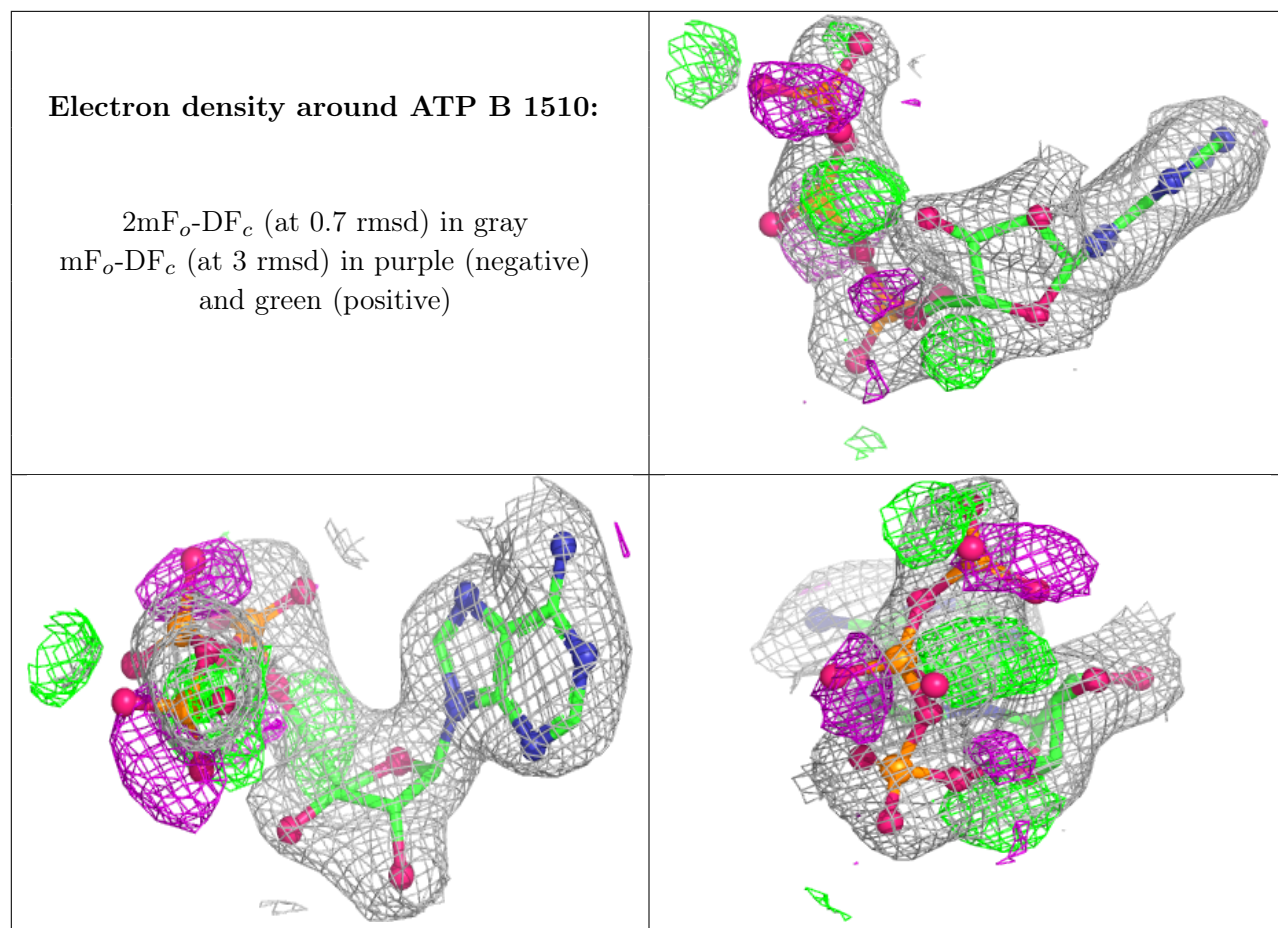 Electron density around ATP B 1510:
2mFo-DFc (at 0.7 rmsd) in gray
mFo-DFc (at 3 rmsd) in purple (negative)
and green (positive)